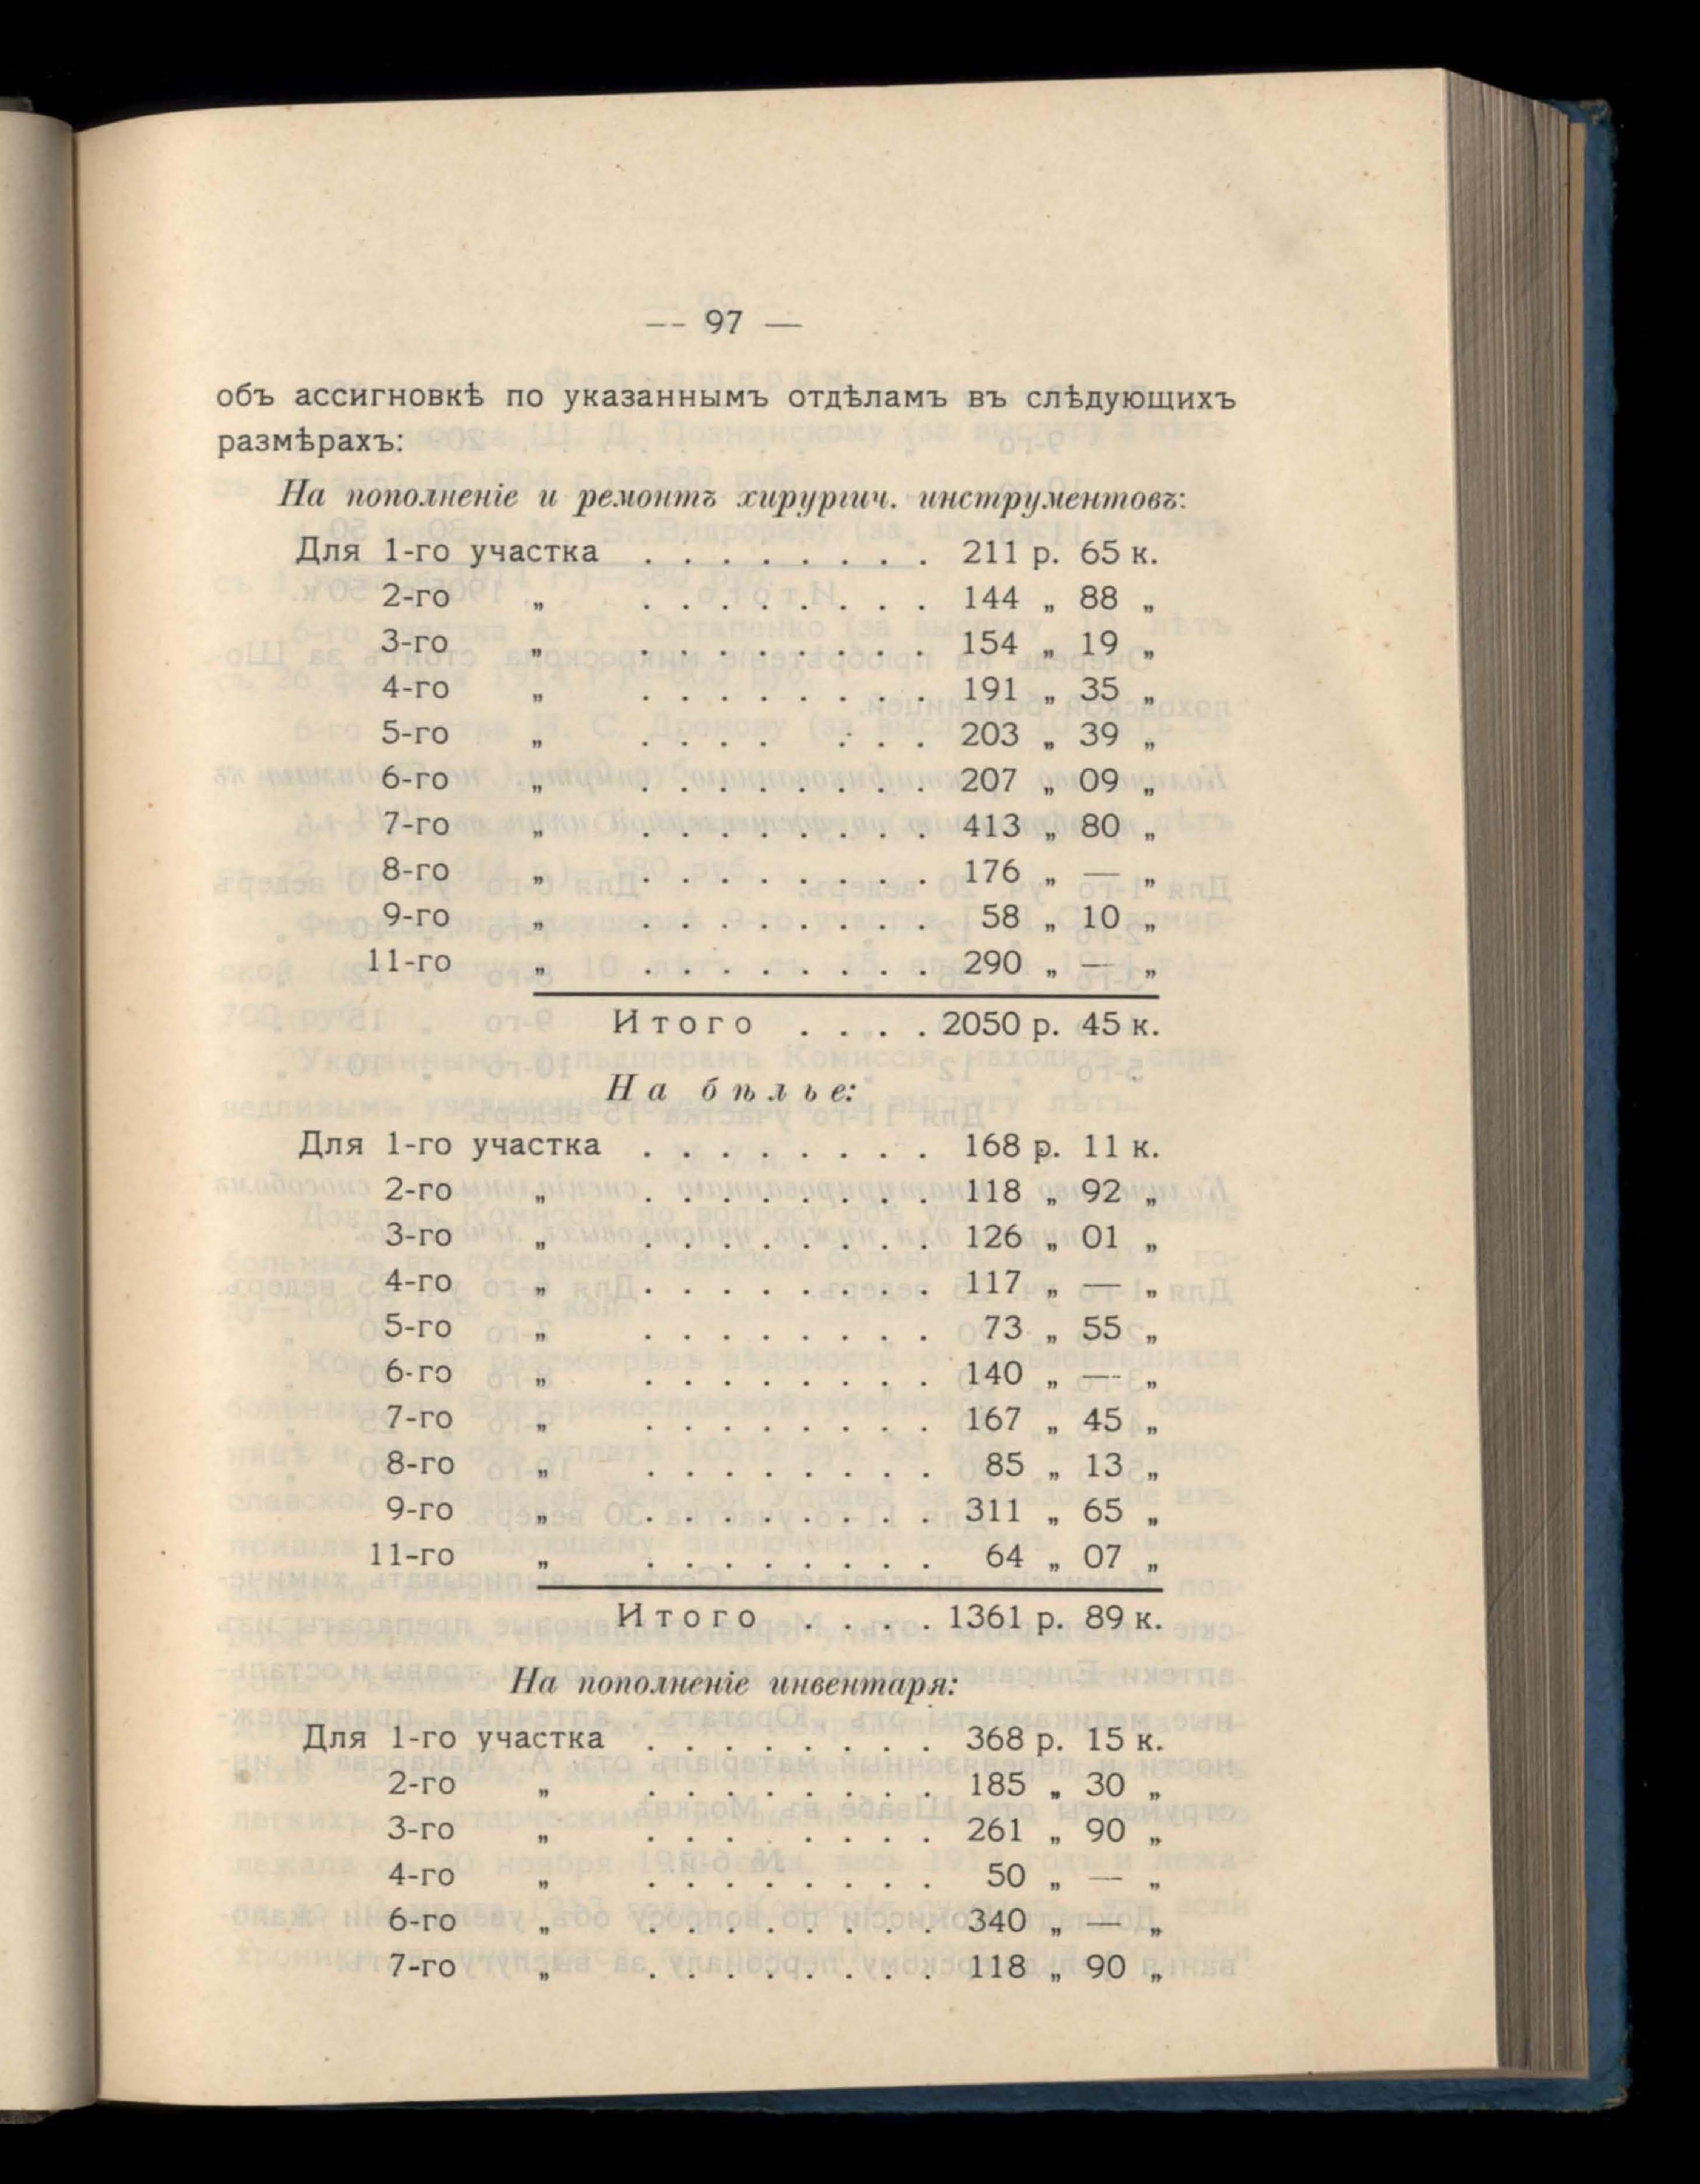 -- 97 —
объ ассигновкѣ по указаннымъ отдѣламъ въ слѣдующихъ
размѣрахъ:
На пополненіе и ремонтъ хирургич. инструментовъ:
Для 1-го участка . . . . . . . . 211 р. 65 к.
2-го „ . . . . . . . . 144 „ 88 „
3-го „ . . . . . . . . 154 „ 19 „
4-го „ . . . . . . . . 191 „ 35 „
5-го „ . . . . . . . 203 „ 39 „
6-го „ . . . . . . . . 207 „ 09 „
7-го „ . . . . . . . . 413 „ 80 „
8-го „ . . . . . . . . 176 „ — „
9-го „ . . . . . . . . 58 „ 10 „
11-го „ . . . . . . . . 290 „ — „
Итого . . . . 2050 р. 45 к.
На бѣлье:
Для 1-го участка . . . . . . . . 168 р. 11 к.
2-го „ . . . . . . . . 118 „ 92 „
3-го „ . . . . . . . . 126 „ 01 „
4-го „ . . . . . . . . 117 „ — „
5-го „ . . . . . . . . 73 „ 55 „
6-го „ . . . . . . . . 140 „ — „
7-го „ . . . . . . . . 167 „ 45 „
8-го „ . . . . . . . . 85 „ 13 „
9-го „ . . . . . . . . 311 „ 65 „
11-го „ . . . . . . . . 64 „ 07 „
Итого . . . . 1361 р. 89 к.
На пополненіе инвентаря:
Для 1-го участка . . . . . . . . 368 р. 15 к.
2-го „ . . . . . . . . 185 „ 30 „
3-го „ . . . . . . . . 261 „ 90 „
4-го „ . . . . . . . . 50 „ — „
6-го „ . . . . . . . . 340 „ — „
7-го „ . . . . . . . . 118 „ 90 „